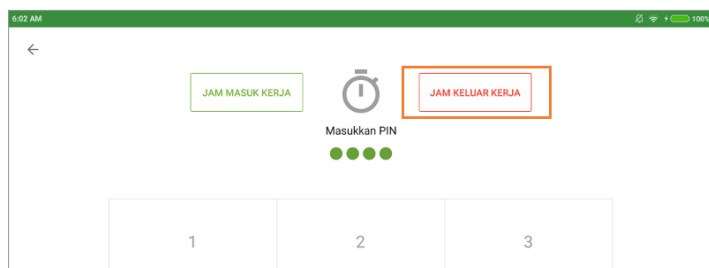 6:02 AM
100%
JAM MASUK KERJA
JAM KELUAR KERJA
Masukkan PIN
1
2
3